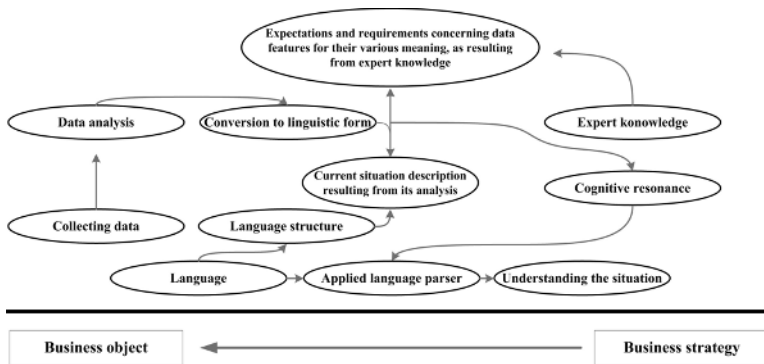 Expectations and requirements concerning data
features for their various meaning, as resulting
from expert knowledge
Data analysis
Conversion to linguistic form
Expert konowledge
Current situation description
resulting from its analysis
Cognitive resonance
Collecting data
Language structure
Language
Applied language parser
Understanding the situation
Business object
Business strategy